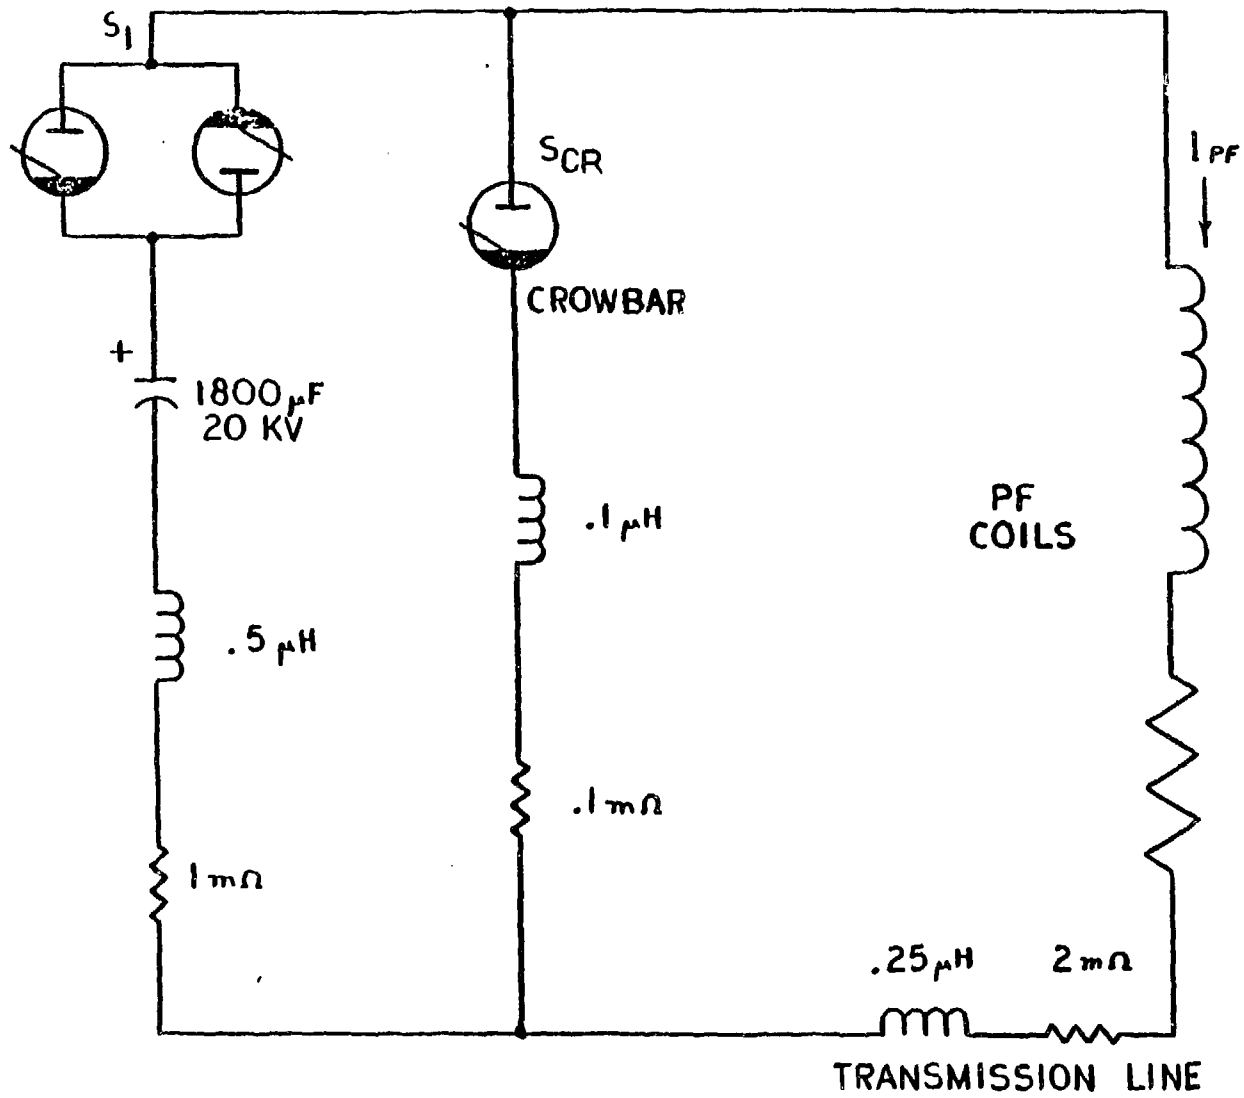 S1
SCR
IPF
CROWBAR
+
1800µF
20 KV
PF
COILS
.1µH
.5µH
.1mΩ
1mΩ
.25µH
2mΩ
TRANSMISSION LINE